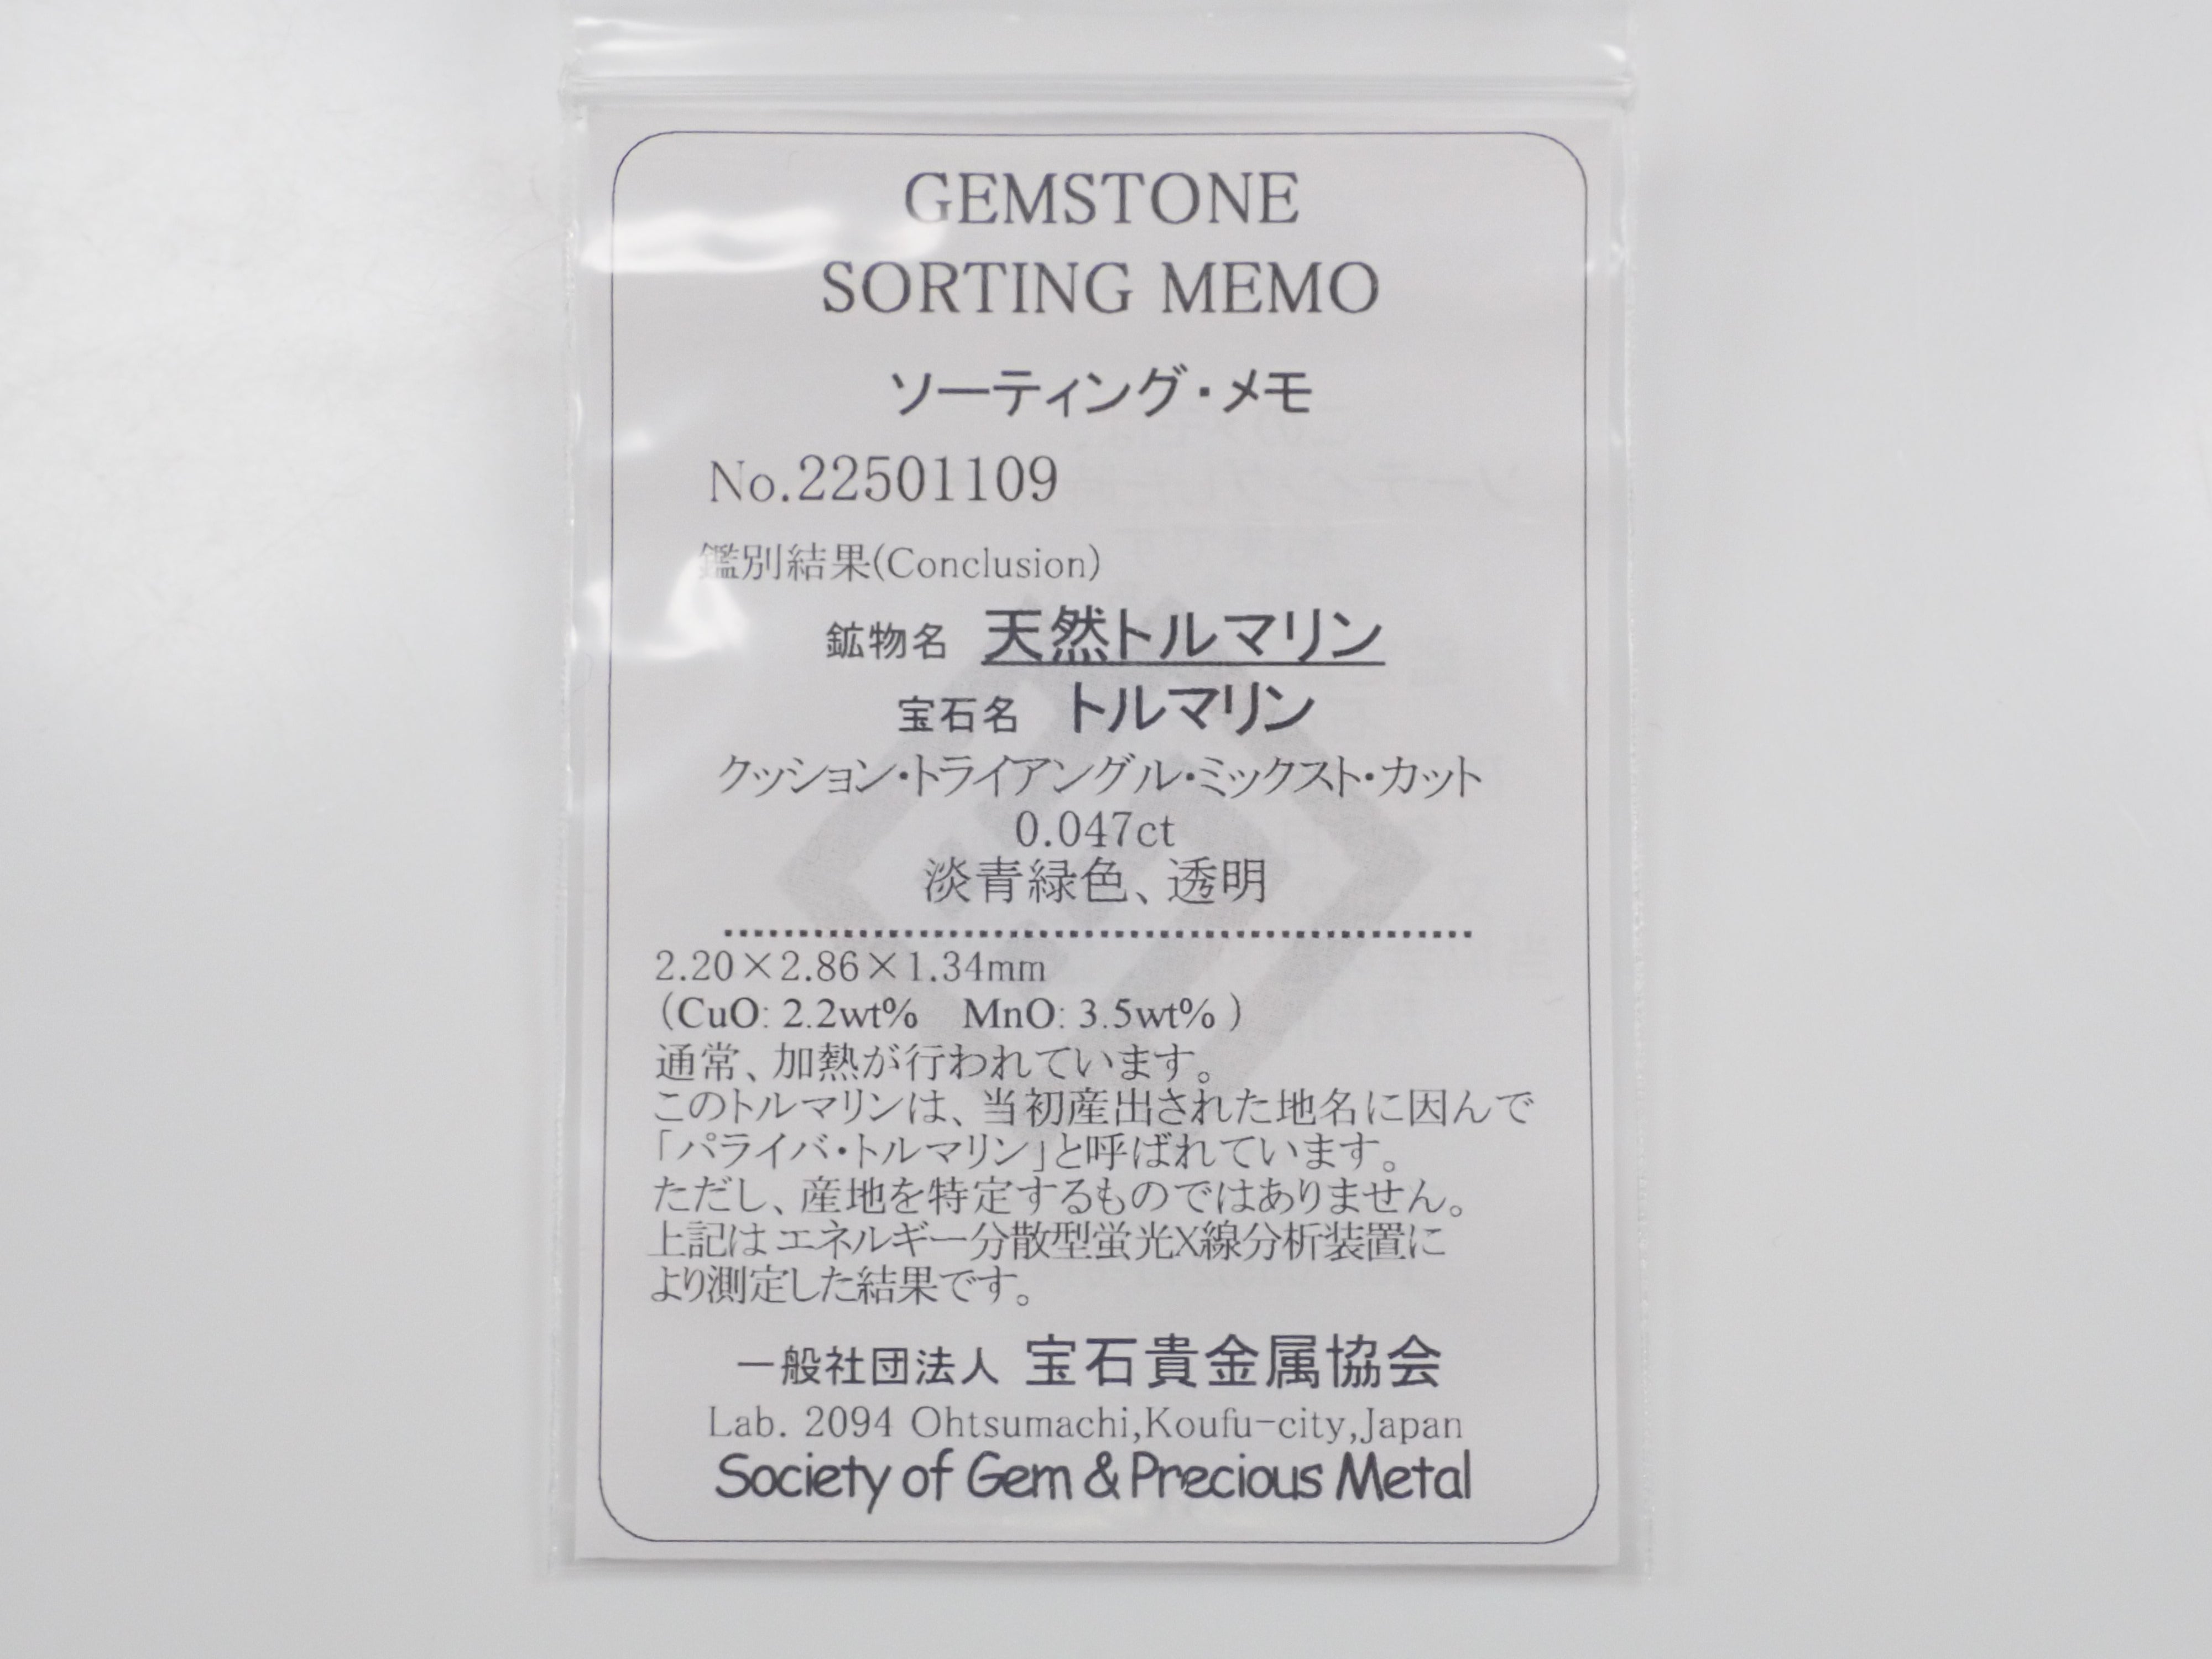 GEMSTONE
SORTING MEMO
ソーティング・メモ
No.22501109
鑑別結果(Conclusion)
鉱物名 天然トルマリン
宝石名 トルマリン
クッション・トライアングル・ミックスト・カット
0.047ct
淡青緑色、透明
2.20×2.86×1.34mm
(CuO: 2.2wt% MnO: 3.5wt% )
通常、加熱が行われています。
このトルマリンは、当初産出された地名に因んで
「パライバ・トルマリン」と呼ばれています。
ただし、産地を特定するものではありません。
上記はエネルギー分散型蛍光X線分析装置に
より測定した結果です。
一般社団法人 宝石貴金属協会
Lab. 2094 Ohtsumachi,Koufu-city,Japan
Society of Gem & Precious Metal